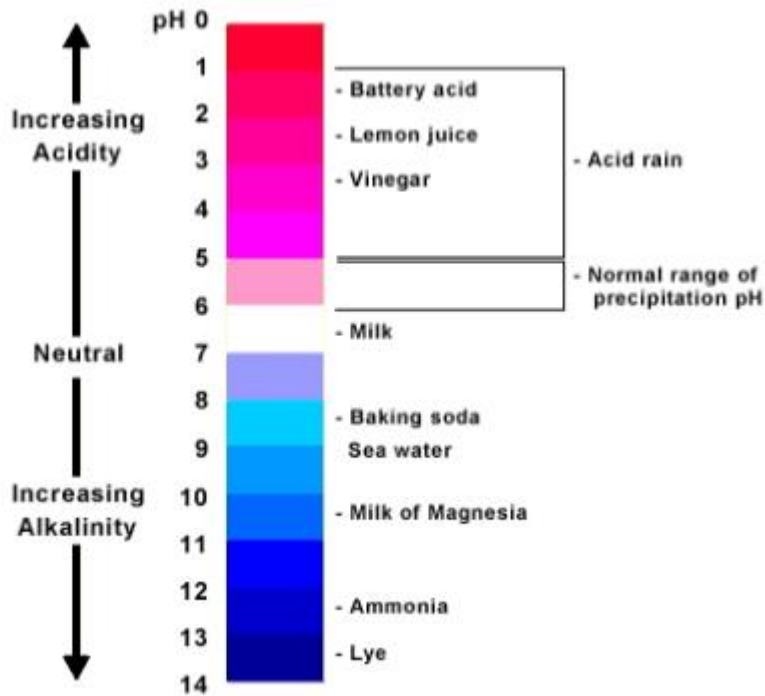 pH 0
1
- Battery acid
2
Increasing
Acidity
- Lemon juice
3
- Acid rain
- Vinegar
4
5
- Normal range of
precipitation pH
6
- Milk
Neutral
7
8
- Baking soda
9
Sea water
Increasing
Alkalinity
10
- Milk of Magnesia
11
12
- Ammonia
13
- Lye
14